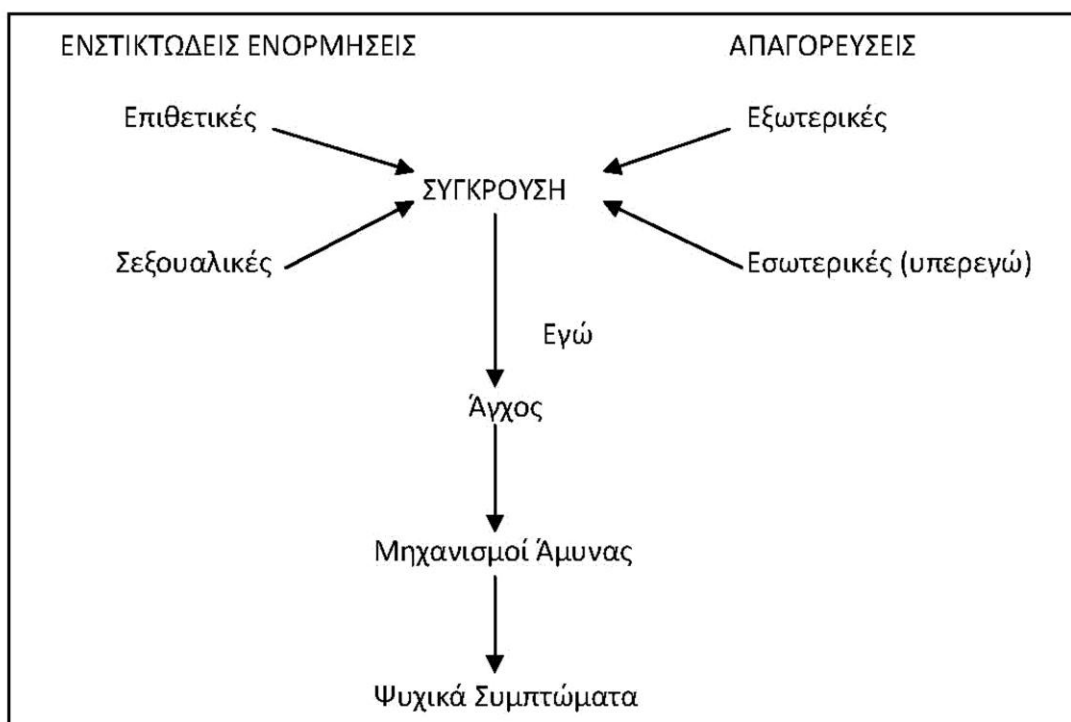 ΕΝΣΤΙΚΤΩΔΕΙΣ ΕΝΟΡΜΗΣΕΙΣ ΑΠΑΓΟΡΕΥΣΕΙΣ
Επιθετικές Εξωτερικές
ΣΥΓΚΡΟΥΣΗ
Σεξουαλικές Εσωτερικές (υπερεγώ)
Εγώ
Άγχος
Μηχανισμοί Άμυνας
Ψυχικά Συμπτώματα